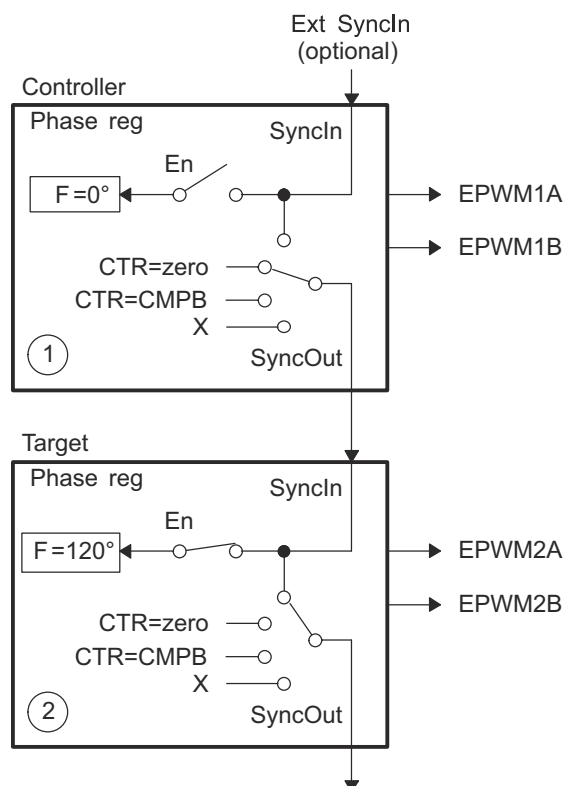 Ext SyncIn
(optional)
Controller
Phase reg
SyncIn
En
F=0°
EPWM1A
EPWM1B
CTR=zero
CTR=CMPB
X
1
SyncOut
Target
Phase reg
SyncIn
En
F=120°
EPWM2A
EPWM2B
CTR=zero
CTR=CMPB
X
2
SyncOut